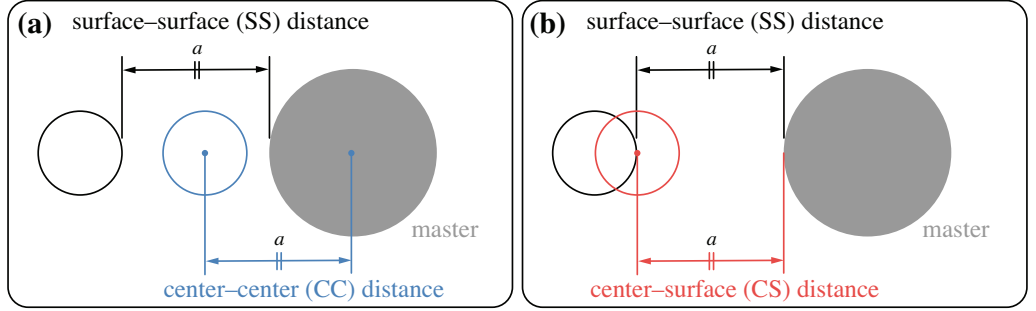 (a) surface–surface (SS) distance
a
master
a
center–center (CC) distance
(b) surface–surface (SS) distance
a
master
a
center–surface (CS) distance